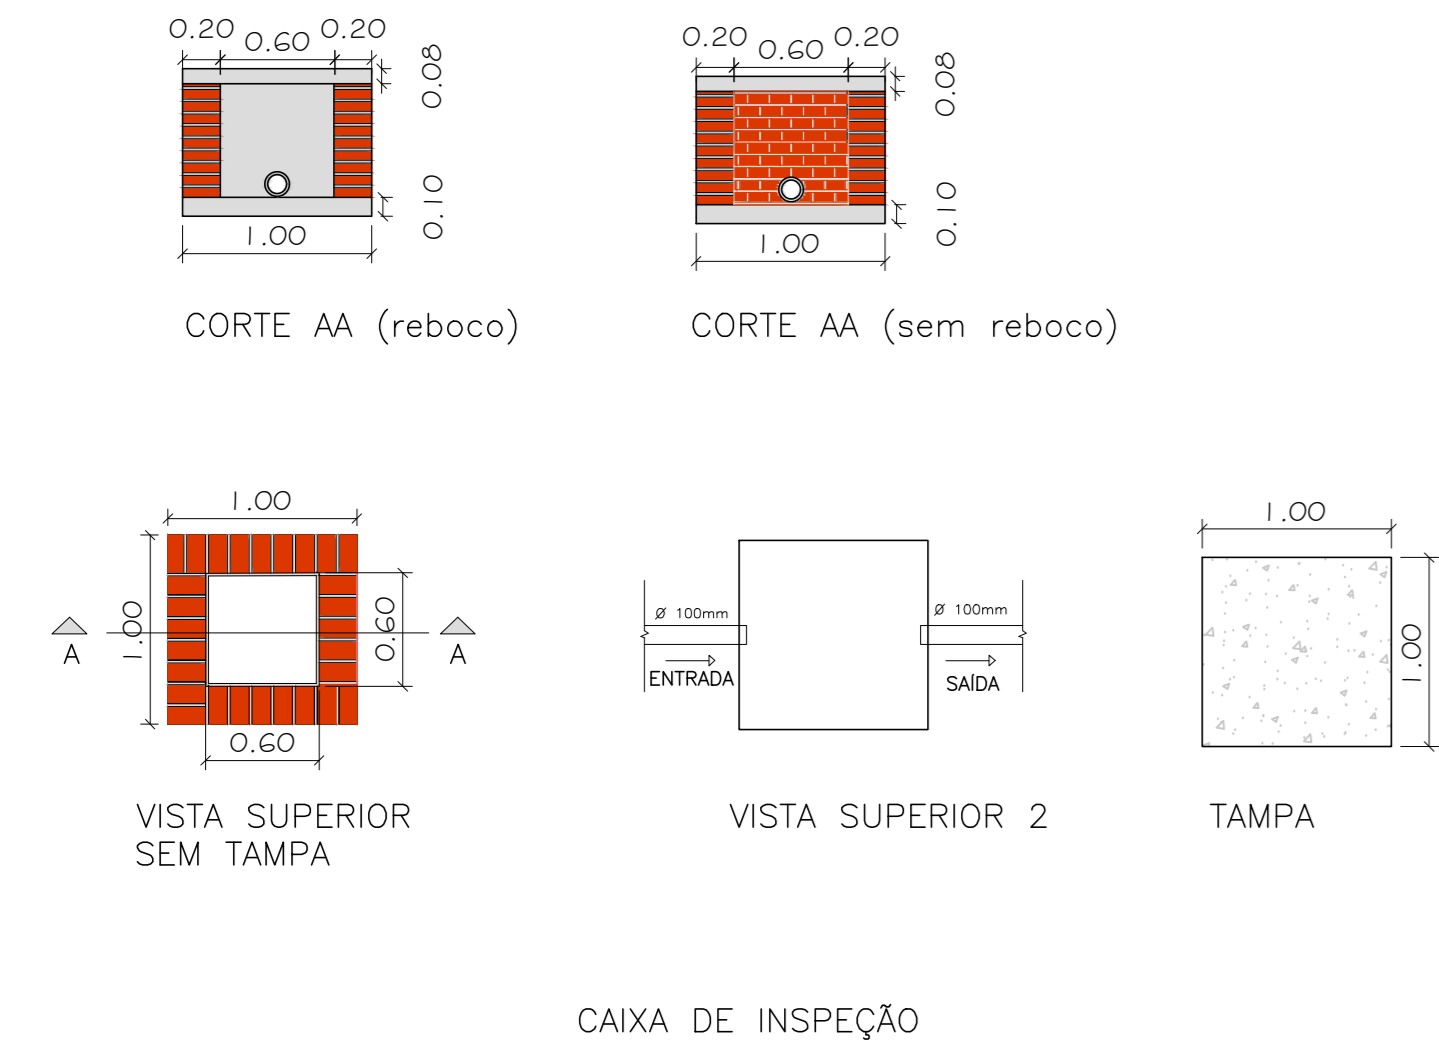 0.20 0.60 0.20
0.08
0.10
1.00
CORTE AA (reboco)
0.20 0.60 0.20
0.08
0.10
1.00
CORTE AA (sem reboco)
1.00
1.00
0.60
A A
0.60
VISTA SUPERIOR
SEM TAMPA
Ø 100mm
ENTRADA
Ø 100mm
SAÍDA
VISTA SUPERIOR 2
1.00
1.00
TAMPA
CAIXA DE INSPEÇÃO